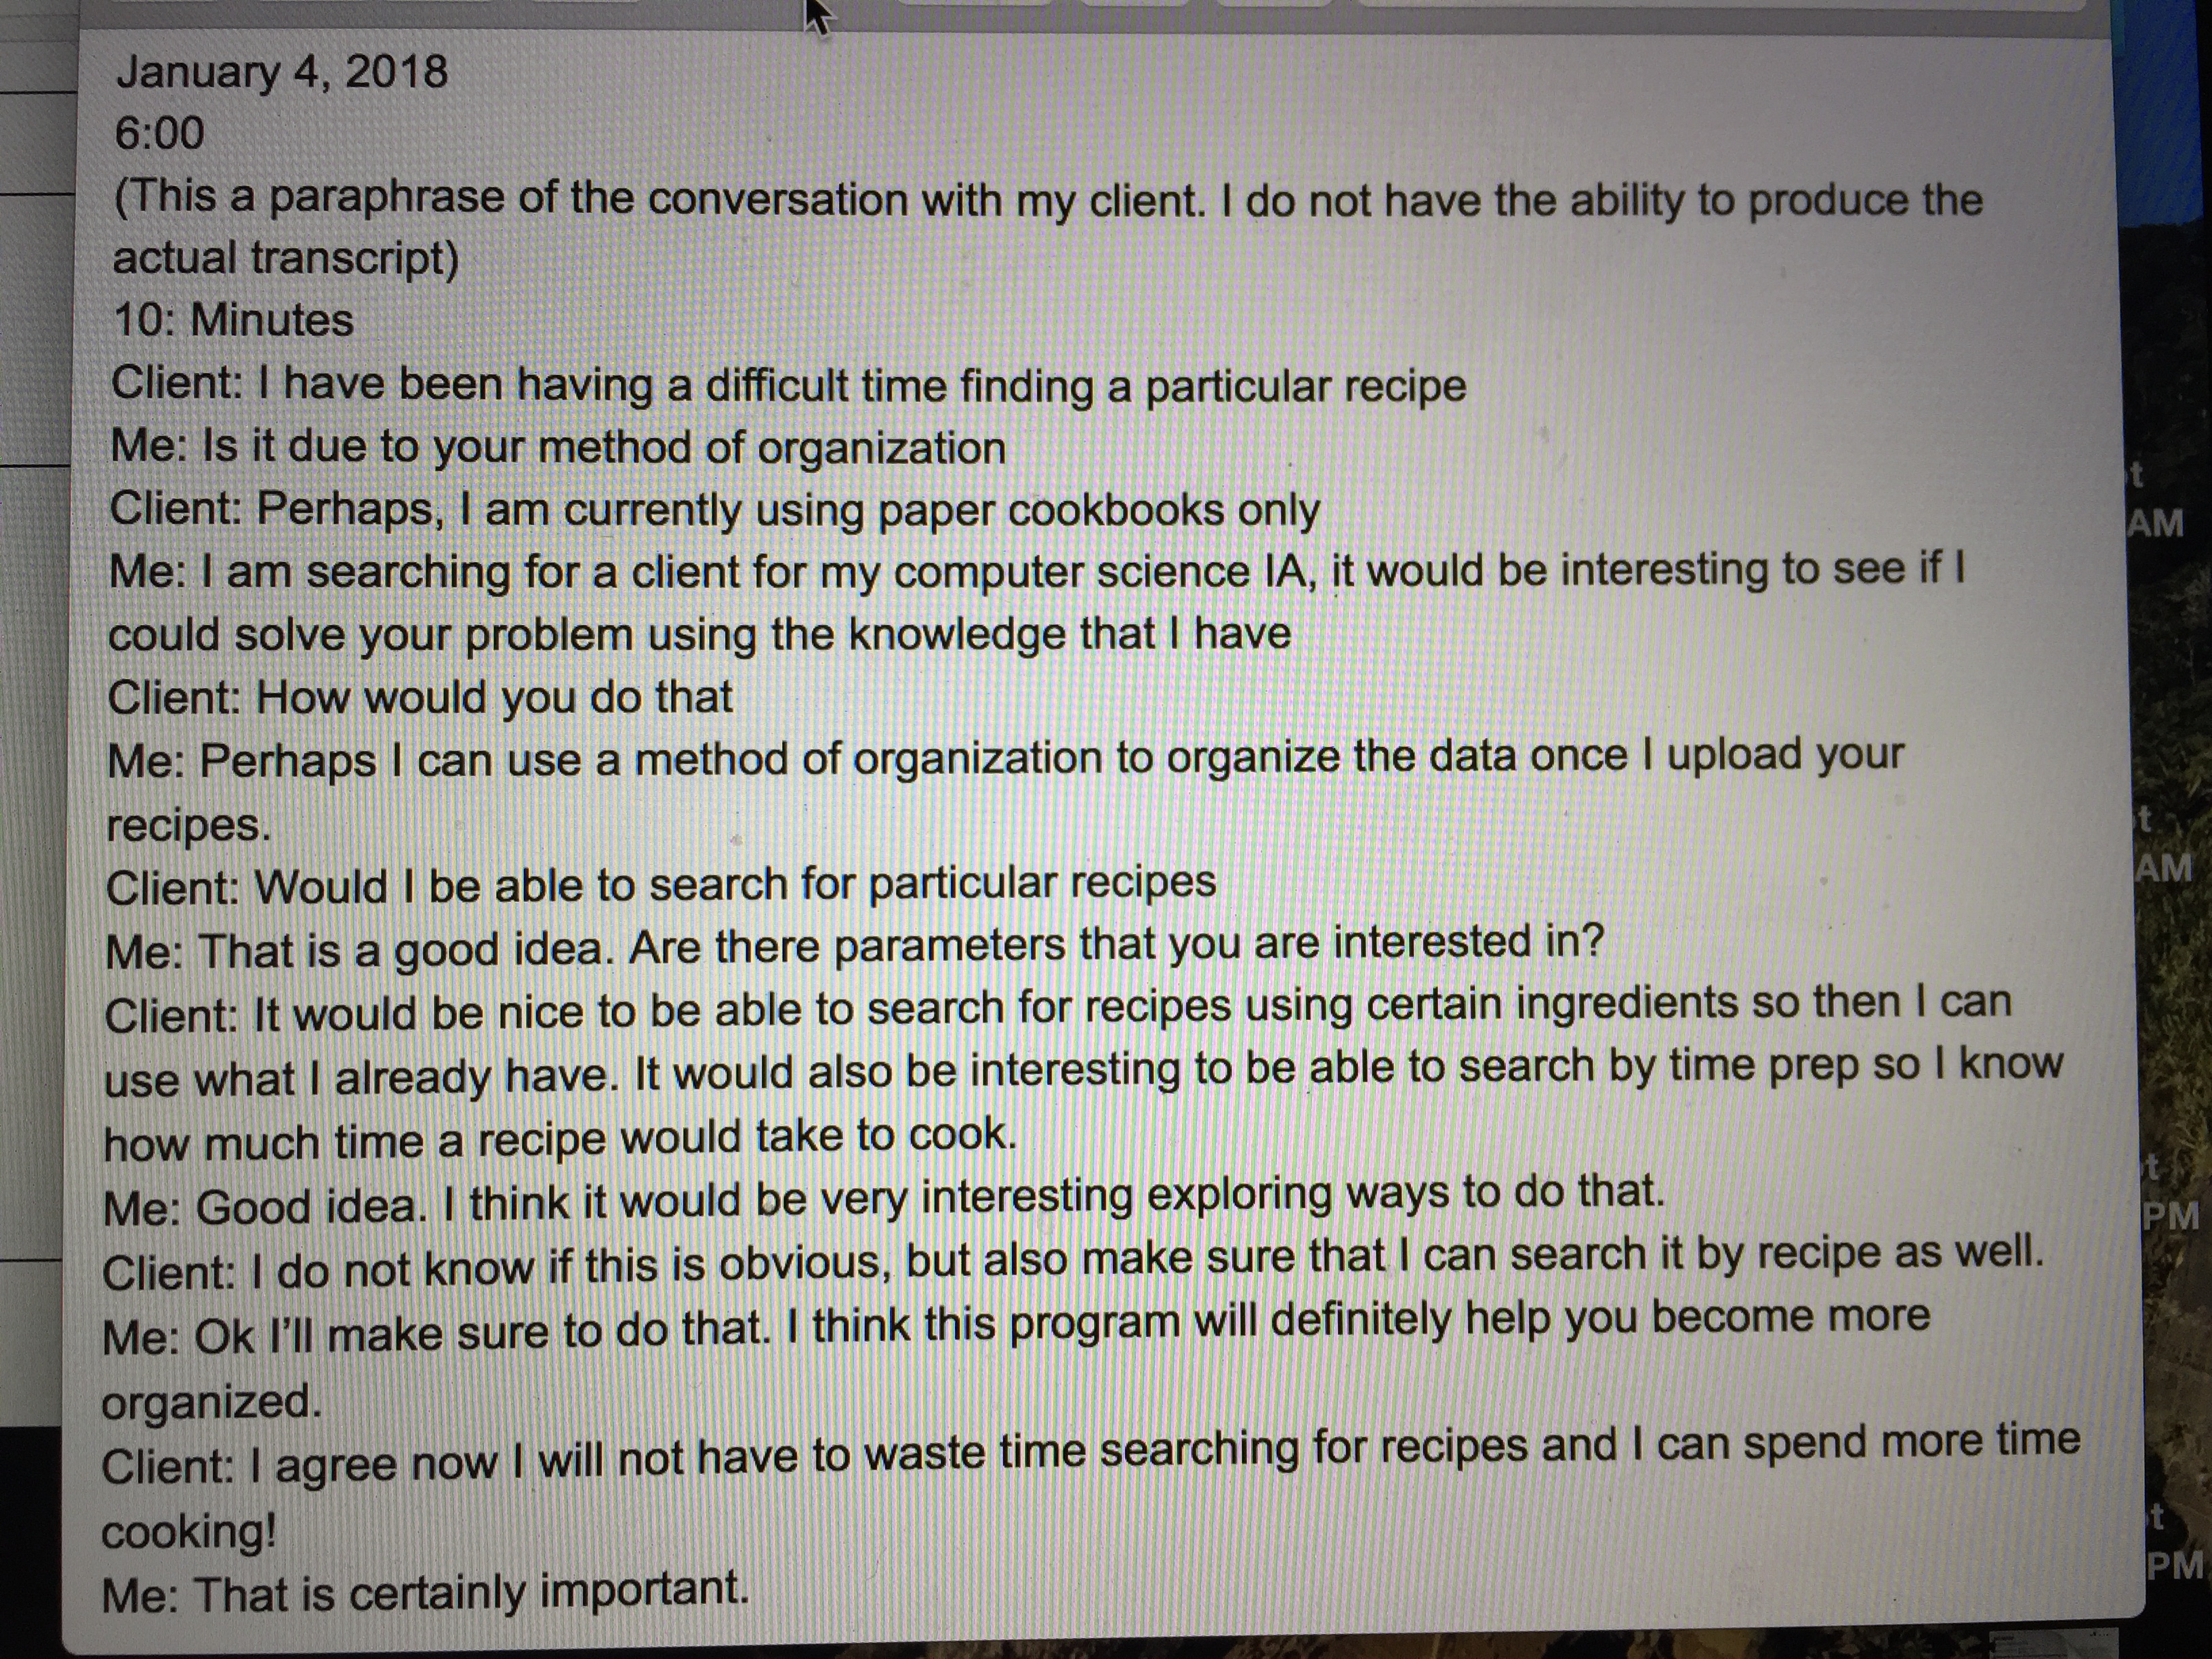 January 4, 2018
6:00
(This a paraphrase of the conversation with my client. I do not have the ability to produce the
actual transcript)
10: Minutes
Client: I have been having a difficult time finding a particular recipe
Me: Is it due to your method of organization
Client: Perhaps, I am currently using paper cookbooks only
Me: I am searching for a client for my computer science IA, it would be interesting to see if I
could solve your problem using the knowledge that I have
Client: How would you do that
Me: Perhaps I can use a method of organization to organize the data once I upload your
recipes.
Client: Would I be able to search for particular recipes
Me: That is a good idea. Are there parameters that you are interested in?
Client: It would be nice to be able to search for recipes using certain ingredients so then I can
use what I already have. It would also be interesting to be able to search by time prep so I know
how much time a recipe would take to cook.
Me: Good idea. I think it would be very interesting exploring ways to do that.
Client: I do not know if this is obvious, but also make sure that I can search it by recipe as well.
Me: Ok I'll make sure to do that. I think this program will definitely help you become more
organized.
Client: I agree now I will not have to waste time searching for recipes and I can spend more time
cooking!
Me: That is certainly important.
t
AM
t
AM
t
PM
t
PM